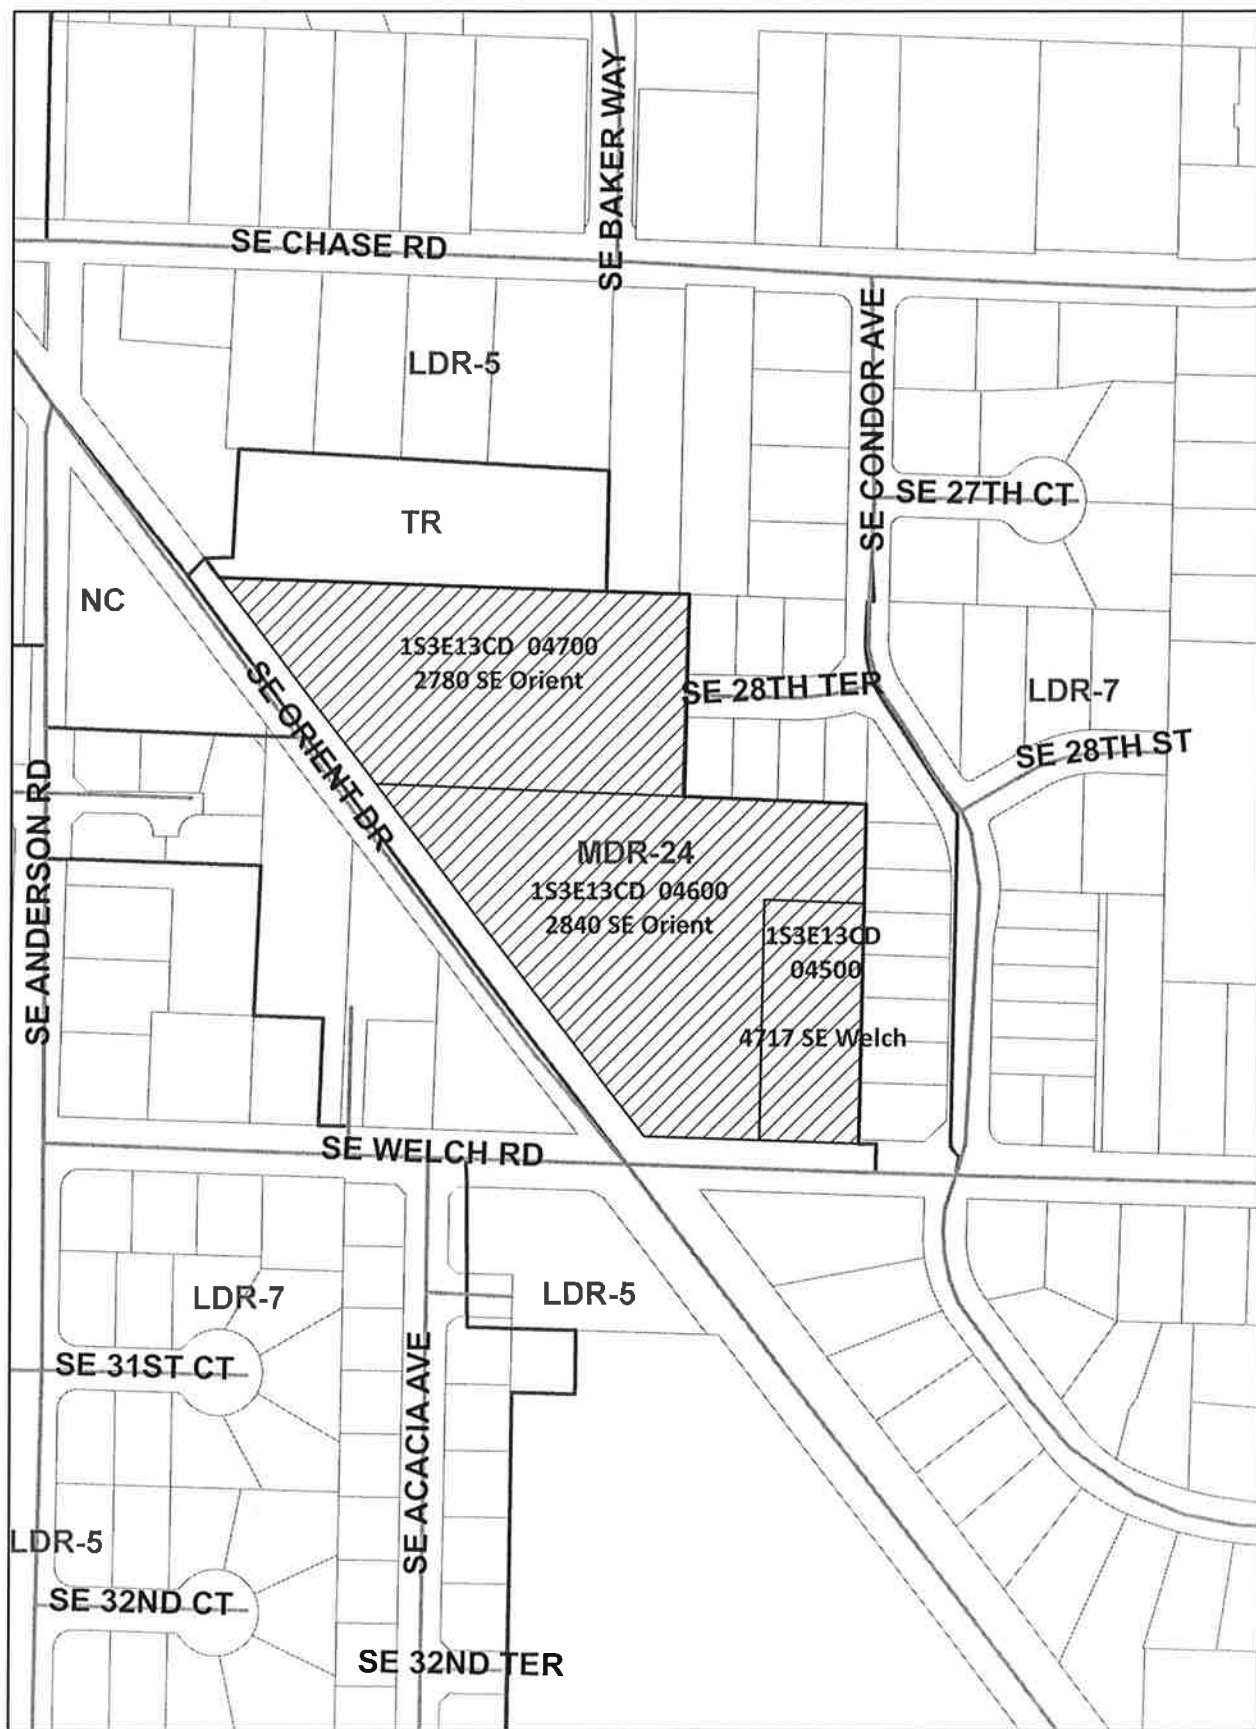 SE BAKER WAY
SE CHASE RD
LDR-5
SE CONDOR AVE
SE 27TH CT
TR
NC
1S3E13CD 04700
2780 SE Orient
SE 28TH TER
LDR-7
SE 28TH ST
SE ORIENT DR
SE ANDERSON RD
MDR-24
1S3E13CD 04600
2840 SE Orient
1S3E13CD
04500
4717 SE Welch
SE WELCH RD
LDR-7
LDR-5
SE 31ST CT
SE ACACIA AVE
LDR-5
SE 32ND CT
SE 32ND TER